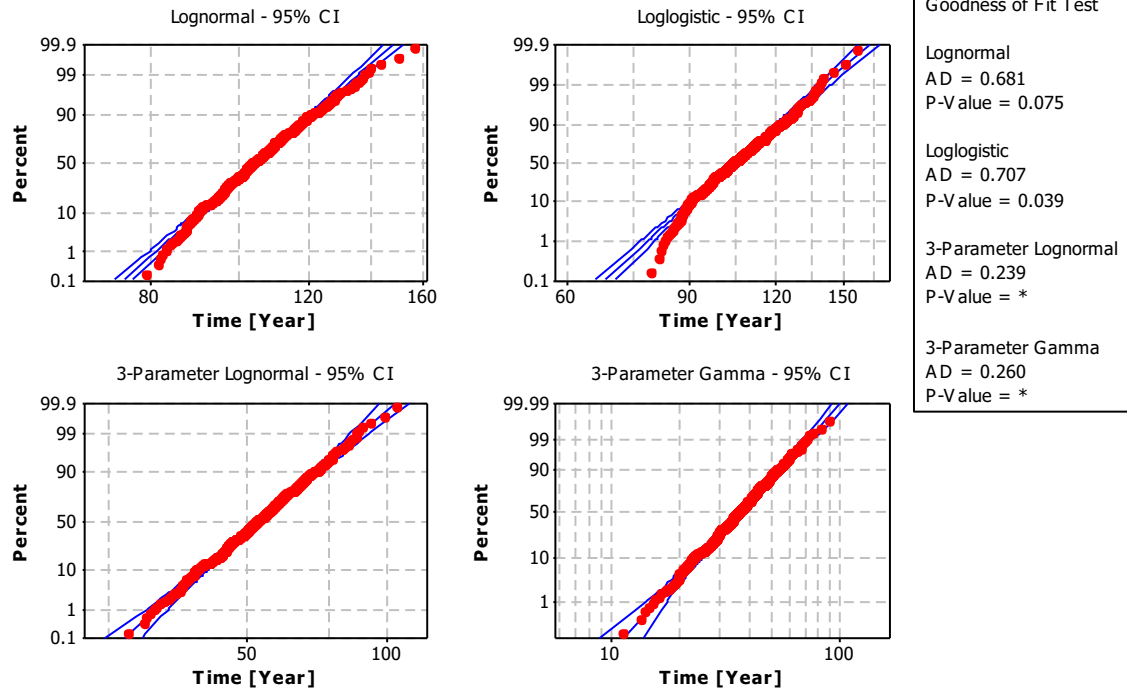 Lognormal - 95% CI
99.9
99
90
50
10
1
0.1
Percent
80 120 160
Time [Year]
Loglogistic - 95% CI
99.9
99
90
50
10
1
0.1
Percent
60 90 120 150
Time [Year]
3-Parameter Lognormal - 95% CI
99.9
99
90
50
10
1
0.1
Percent
50 100
Time [Year]
3-Parameter Gamma - 95% CI
99.99
99
90
50
10
1
Percent
10 100
Time [Year]
Goodness of Fit Test
Lognormal
AD = 0.681
P-Value = 0.075
Loglogistic
AD = 0.707
P-Value = 0.039
3-Parameter Lognormal
AD = 0.239
P-Value = *
3-Parameter Gamma
AD = 0.260
P-Value = *